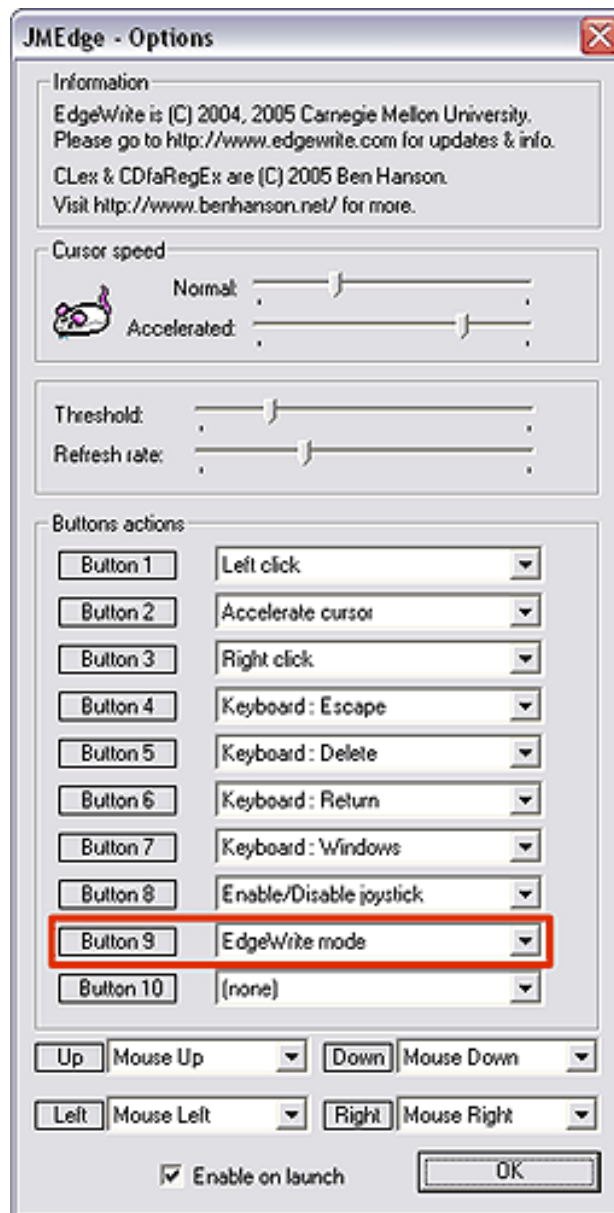 JMEdge - Options
Information
EdgeWrite is (C) 2004, 2005 Carnegie Mellon University.
Please go to http://www.edgewrite.com for updates & info.
CLex & CDfaRegEx are (C) 2005 Ben Hanson.
Visit http://www.benhanson.net/ for more.
Cursor speed
Normal:
Accelerated:
Threshold:
Refresh rate:
Buttons actions
Button 1 Left click
Button 2 Accelerate cursor
Button 3 Right click
Button 4 Keyboard : Escape
Button 5 Keyboard : Delete
Button 6 Keyboard : Return
Button 7 Keyboard : Windows
Button 8 Enable/Disable joystick
Button 9 EdgeWrite mode
Button 10 (none)
Up Mouse Up Down Mouse Down
Left Mouse Left Right Mouse Right
Enable on launch OK